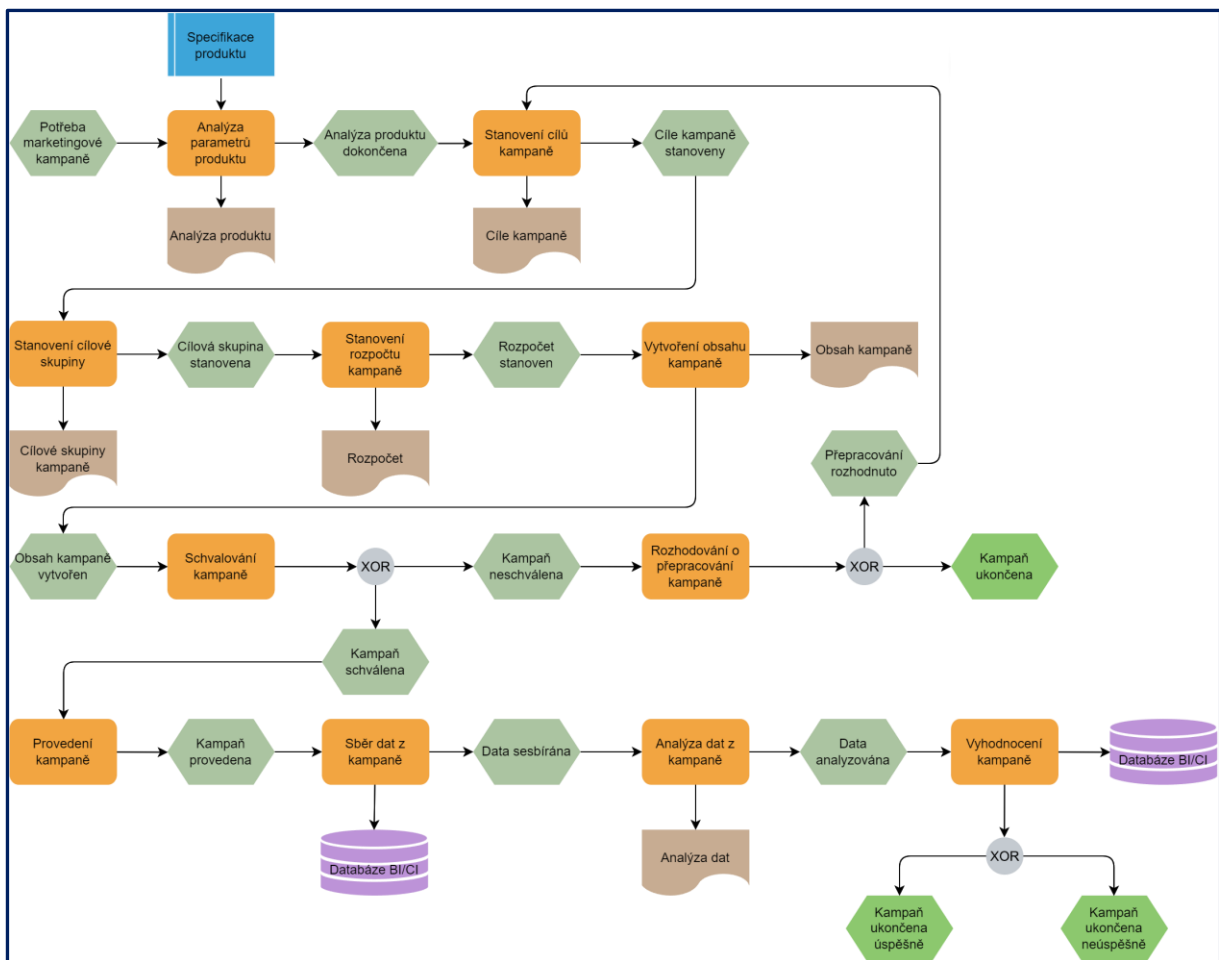 Specifikace
produktu
Potřeba
marketingové
kampaně
Analýza
parametrů
produktu
Analýza produktu
dokončena
Stanovení cílů
kampaně
Cíle kampaně
stanoveny
Analýza produktu
Cíle kampaně
Stanovení cílové
skupiny
Cílová skupina
stanovena
Stanovení
rozpočtu
kampaně
Rozpočet
stanoven
Vytvoření obsahu
kampaně
Obsah kampaně
Cílové skupiny
kampaně
Rozpočet
Přepracování
rozhodnuto
Obsah kampaně
vytvořen
Schvalování
kampaně
XOR
Kampaň
neschválena
Rozhodování o
přepracování
kampaně
XOR
Kampaň
ukončena
Kampaň
schválena
Provedení
kampaně
Kampaň
provedena
Sběr dat z
kampaně
Data sesbírána
Analýza dat z
kampaně
Data
analyzována
Vyhodnocení
kampaně
Databáze BI/CI
Databáze BI/CI
Analýza dat
XOR
Kampaň
ukončena
úspěšně
Kampaň
ukončena
neúspěšně